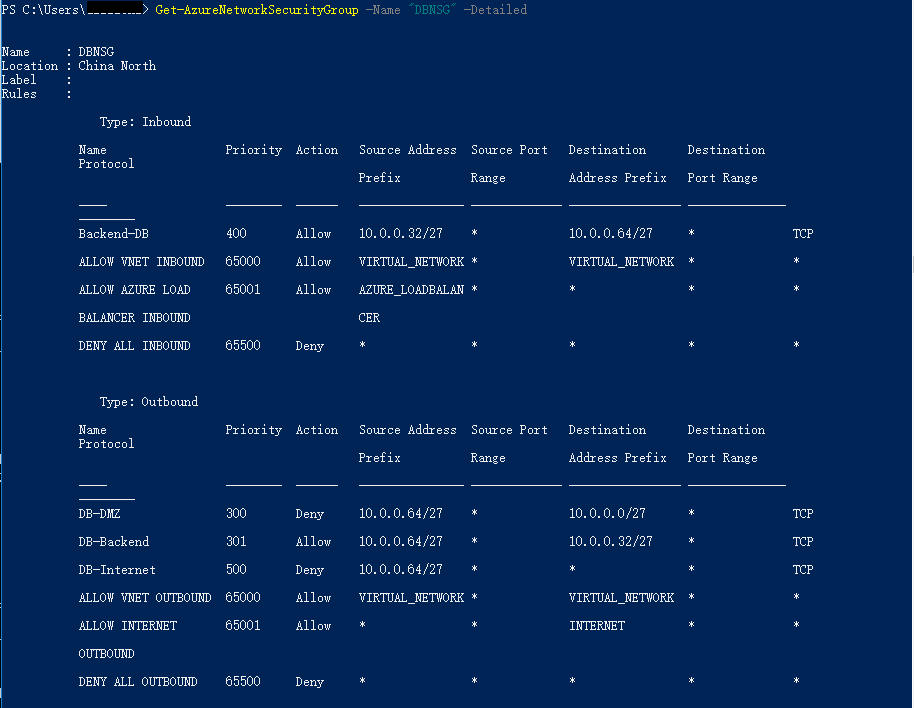 PS C:\Users\ > Get-AzureNetworkSecurityGroup -Name "DBNSG" -Detailed
Name : DBNSG
Location : China North
Label :
Rules :
Type: Inbound
Name Priority Action Source Address Source Port Destination Destination
Protocol
Prefix Range Address Prefix Port Range
Backend-DB 400 Allow 10.0.0.32/27 * 10.0.0.64/27 * TCP
ALLOW VNET INBOUND 65000 Allow VIRTUAL_NETWORK * VIRTUAL_NETWORK * *
ALLOW AZURE LOAD 65001 Allow AZURE_LOADBALAN * * * *
BALANCER INBOUND CER
DENY ALL INBOUND 65500 Deny * * * * *
Type: Outbound
Name Priority Action Source Address Source Port Destination Destination
Protocol
Prefix Range Address Prefix Port Range
DB-DMZ 300 Deny 10.0.0.64/27 * 10.0.0.0/27 * TCP
DB-Backend 301 Allow 10.0.0.64/27 * 10.0.0.32/27 * TCP
DB-Internet 500 Deny 10.0.0.64/27 * * * TCP
ALLOW VNET OUTBOUND 65000 Allow VIRTUAL_NETWORK * VIRTUAL_NETWORK * *
ALLOW INTERNET 65001 Allow * * INTERNET * *
OUTBOUND
DENY ALL OUTBOUND 65500 Deny * * * * *